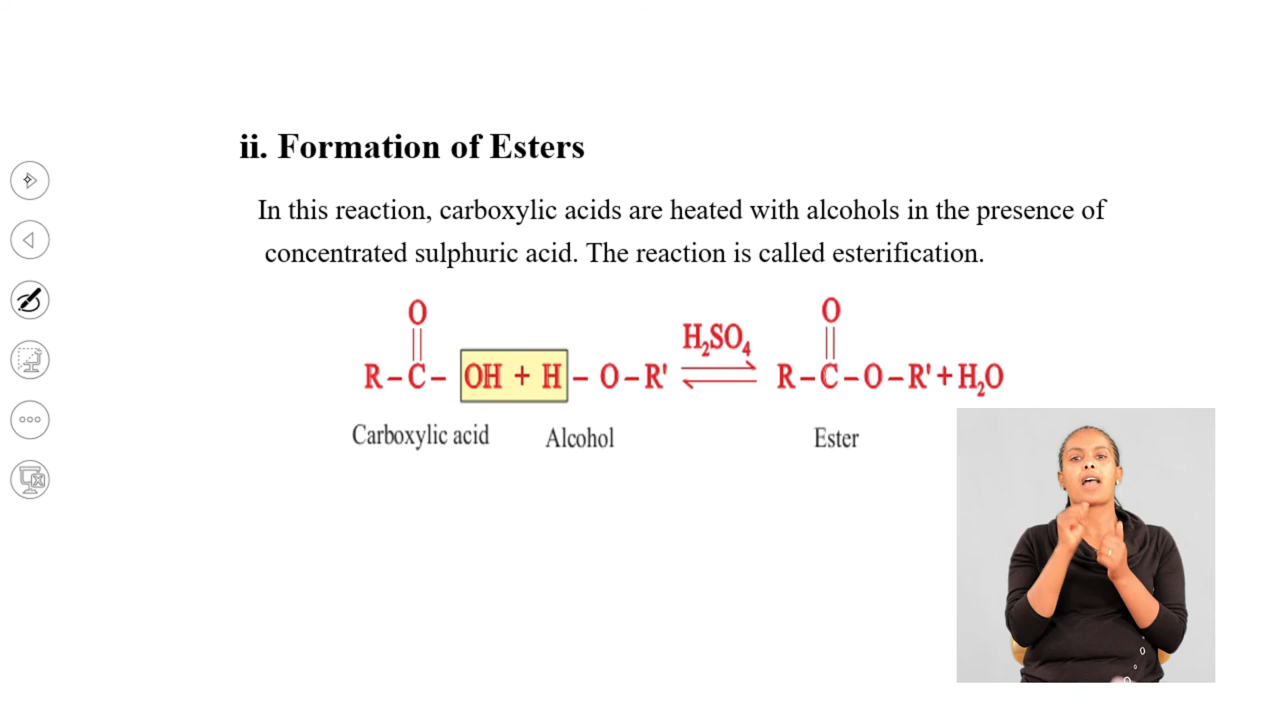 ii. Formation of Esters
In this reaction, carboxylic acids are heated with alcohols in the presence of
concentrated sulphuric acid. The reaction is called esterification.
O O
R – C – OH + H – O – R' H₂SO₄ R – C – O – R' + H₂O
Carboxylic acid Alcohol Ester